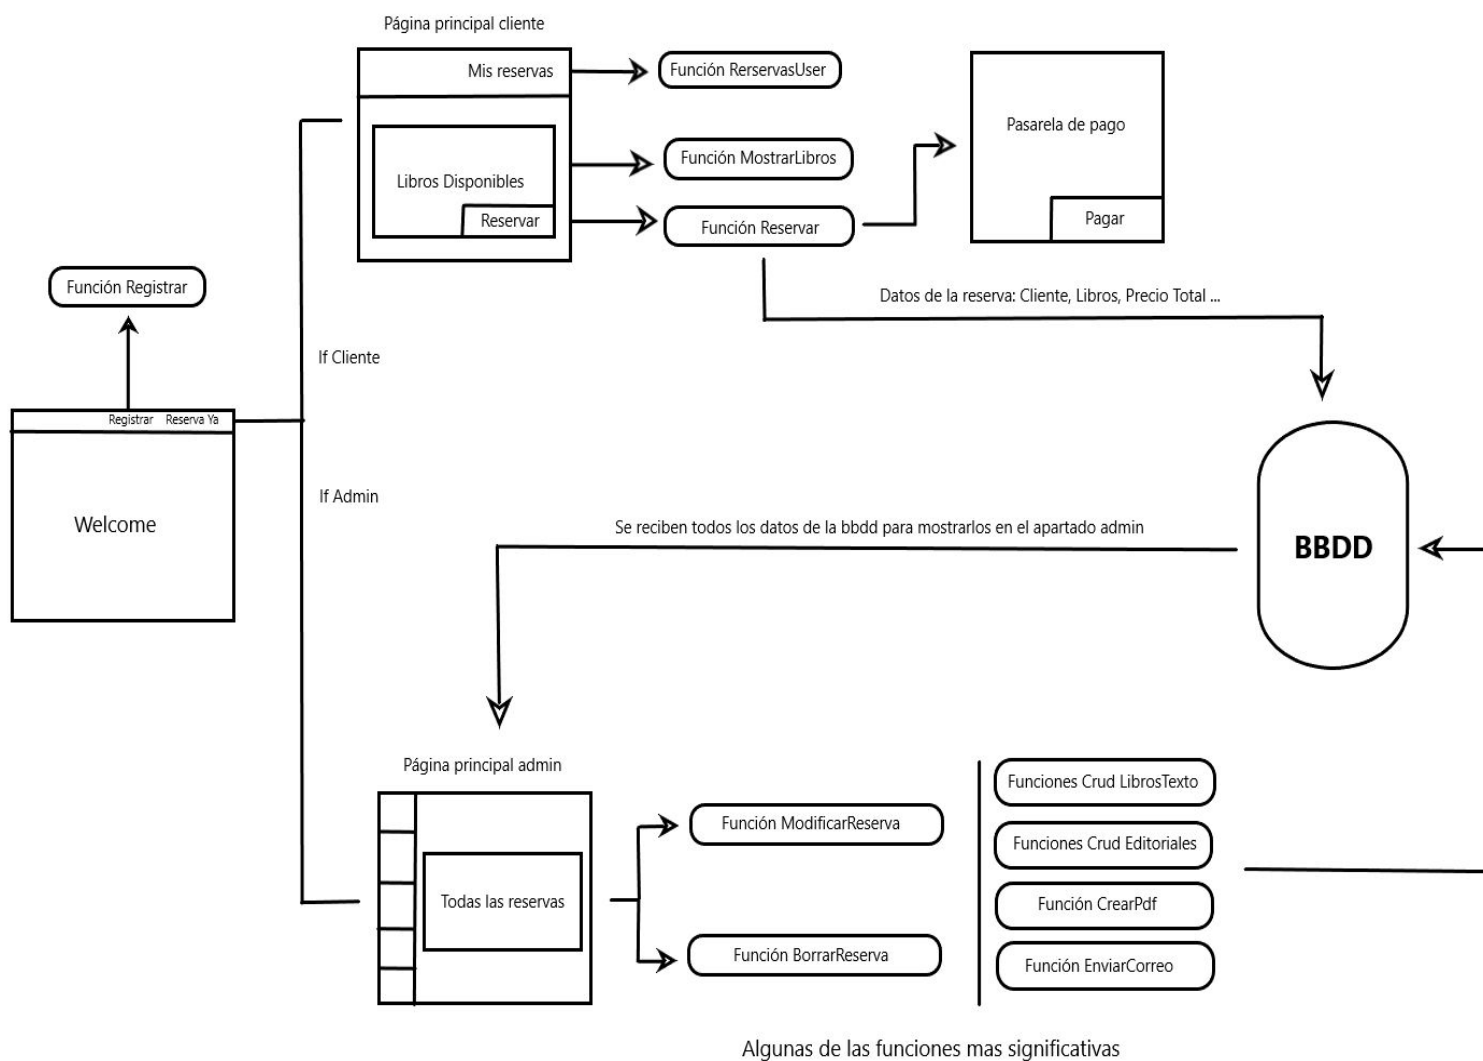 Página principal cliente
Mis reservas
Función RerservasUser
Libros Disponibles
Reservar
Función MostrarLibros
Función Reservar
Pasarela de pago
Pagar
Datos de la reserva: Cliente, Libros, Precio Total ...
Función Registrar
If Cliente
Registrar Reserva Ya
Welcome
If Admin
Se reciben todos los datos de la bbdd para mostrarlos en el apartado admin
BBDD
Página principal admin
Todas las reservas
Función ModificarReserva
Función BorrarReserva
Funciones Crud LibrosTexto
Funciones Crud Editoriales
Función CrearPdf
Función EnviarCorreo
Algunas de las funciones mas significativas